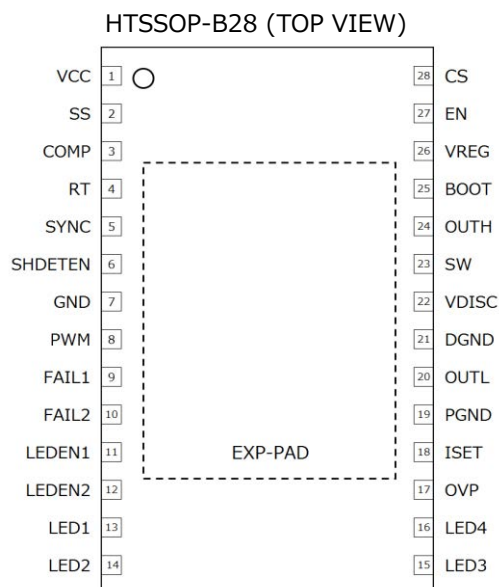 HTSSOP-B28 (TOP VIEW)
VCC 1 28 CS
SS 2 27 EN
COMP 3 26 VREG
RT 4 25 BOOT
SYNC 5 24 OUTH
SHDETEN 6 23 SW
GND 7 22 VDISC
PWM 8 21 DGND
FAIL1 9 20 OUTL
FAIL2 10 19 PGND
LEDEN1 11 EXP-PAD 18 ISET
LEDEN2 12 17 OVP
LED1 13 16 LED4
LED2 14 15 LED3